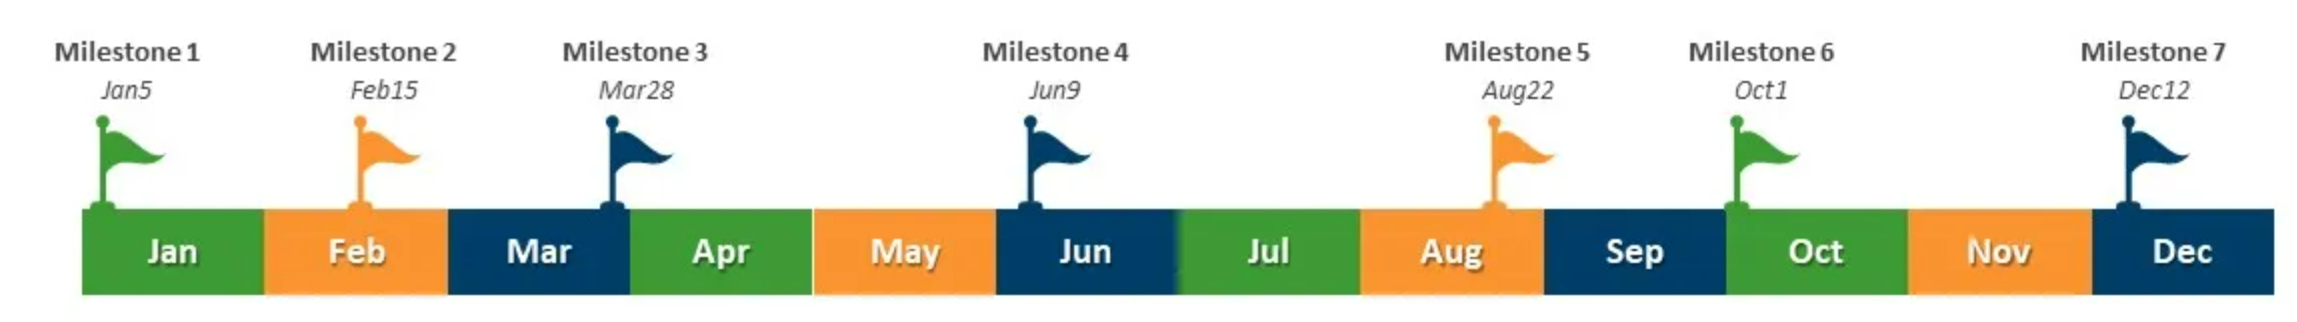 Milestone 1 Milestone 2 Milestone 3 Milestone 4 Milestone 5 Milestone 6 Milestone 7
Jan5 Feb15 Mar28 Jun9 Aug22 Oct1 Dec12
Jan Feb Mar Apr May Jun Jul Aug Sep Oct Nov Dec